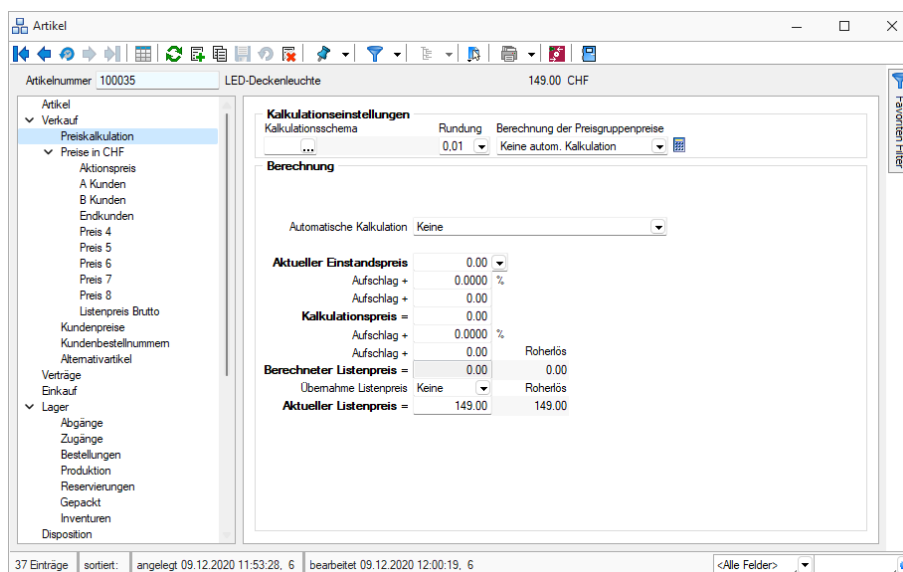 Artikel
Artikelnummer 100035 LED-Deckenleuchte 149.00 CHF
Favoriten Filter
Artikel
Verkauf
Preiskalkulation
Preise in CHF
Aktionspreis
A Kunden
B Kunden
Endkunden
Preis 4
Preis 5
Preis 6
Preis 7
Preis 8
Listenpreis Brutto
Kundenpreise
Kundenbestellnummern
Alternativartikel
Verträge
Einkauf
Lager
Abgänge
Zugänge
Bestellungen
Produktion
Reservierungen
Gepackt
Inventuren
Disposition
Kalkulationseinstellungen
Kalkulationsschema Rundung Berechnung der Preisgruppenpreise
... 0,01 Keine autom. Kalkulation
Berechnung
Automatische Kalkulation Keine
Aktueller Einstandspreis 0.00
Aufschlag + 0.0000 %
Aufschlag + 0.00
Kalkulationspreis = 0.00
Aufschlag + 0.0000 %
Aufschlag + 0.00 Roherlös
Berechneter Listenpreis = 0.00 0.00
Übernahme Listenpreis Keine Roherlös
Aktueller Listenpreis = 149.00 149.00
37 Einträge sortiert: angelegt 09.12.2020 11:53:28, 6 bearbeitet 09.12.2020 12:00:19, 6 <Alle Felder>